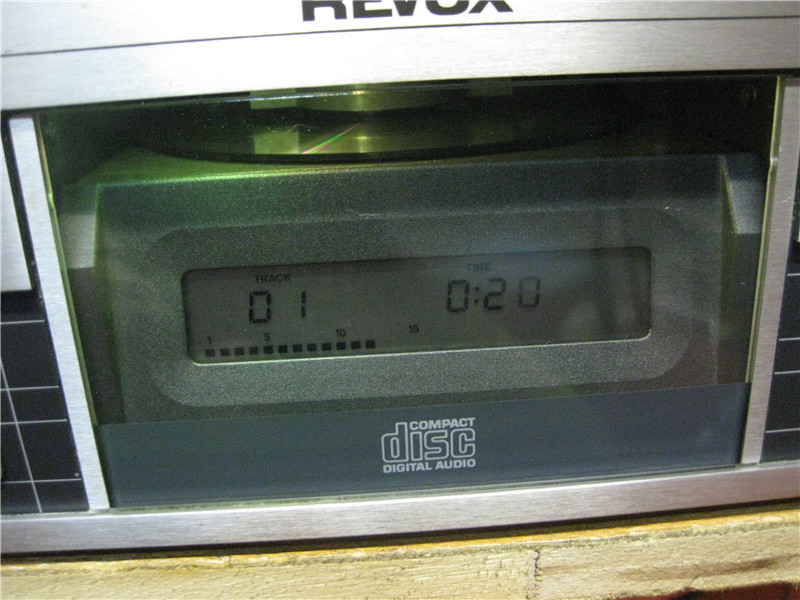 REVOX
TRACK TIME
01 0:20
1 5 10 15
COMPACT
disc
DIGITAL AUDIO